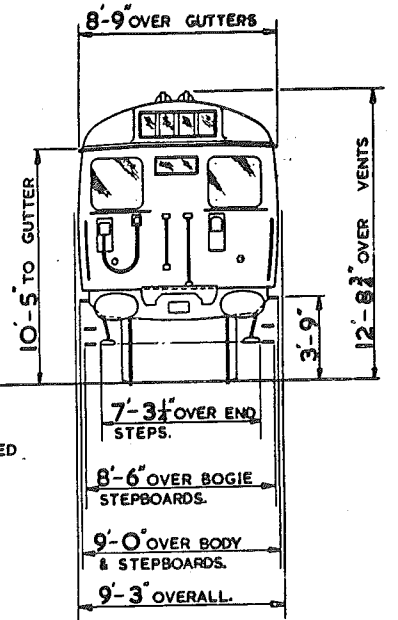 8'-9" OVER GUTTERS
10'-5" TO GUTTER
12'-8¾" OVER VENTS
3'-9"
7'-3¼" OVER END
STEPS.
ED
8'-6" OVER BOGIE
STEPBOARDS.
9'-0" OVER BODY
& STEPBOARDS.
9'-3" OVERALL.